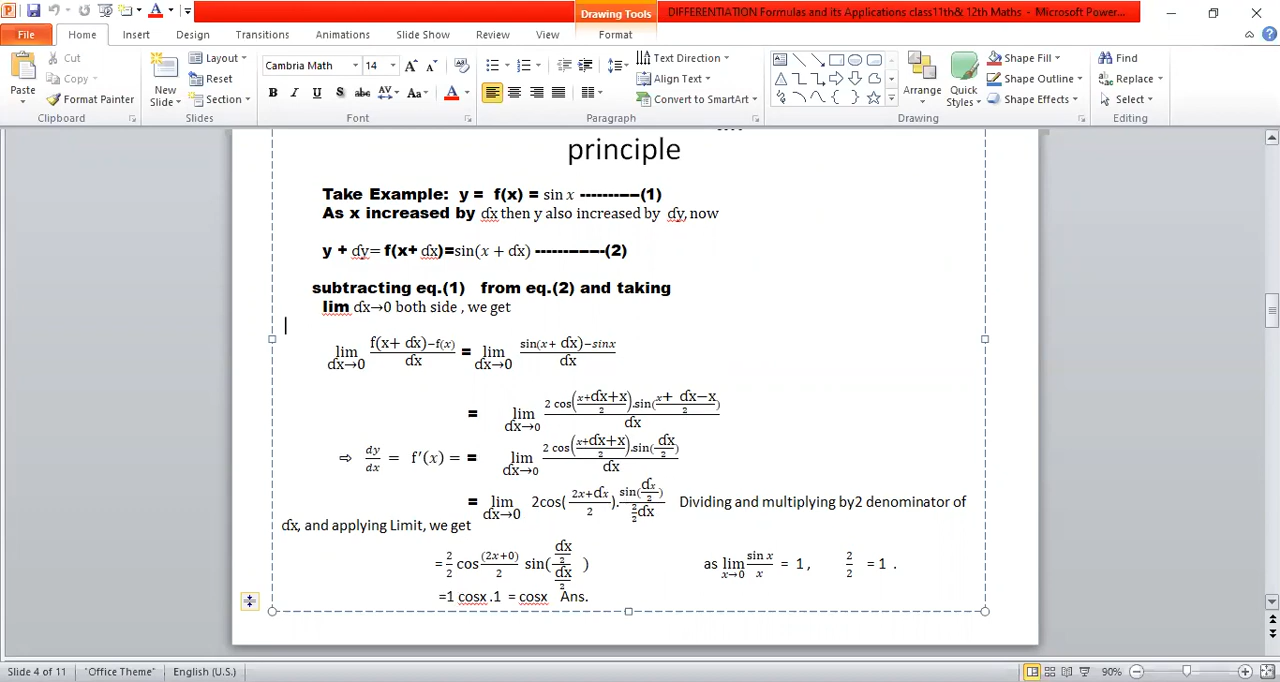 Drawing Tools
DIFFERENTIATION Formulas and its Applications class11th& 12th Maths - Microsoft Power...
File Home Insert Design Transitions Animations Slide Show Review View Format
Paste
Cut
Copy
Format Painter
Clipboard
New Slide
Layout
Reset
Section
Slides
Cambria Math 14
B I U S abc AV Aa A
Font
Text Direction
Align Text
Convert to SmartArt
Paragraph
Arrange
Quick Styles
Shape Fill
Shape Outline
Shape Effects
Drawing
Find
Replace
Select
Editing
principle
Take Example: y = f(x) = sin x -----------(1)
As x increased by dx then y also increased by dy, now
y + dy= f(x+ dx)=sin(x + dx) -------------(2)
subtracting eq.(1) from eq.(2) and taking
lim dx→0 both side , we get
lim dx→0 (f(x+ dx)−f(x))/dx = lim dx→0 (sin(x+ dx)−sinx)/dx
= lim dx→0 (2 cos((x+dx+x)/2).sin((x+ dx−x)/2))/dx
⇒ dy/dx = f′(x) = = lim dx→0 (2 cos((x+dx+x)/2).sin(dx/2))/dx
= lim dx→0 2cos((2x+dx)/2).(sin(dx/2))/(2/2 dx) Dividing and multiplying by2 denominator of
dx, and applying Limit, we get
= 2/2 cos (2x+0)/2 sin((dx/2)/(dx/2)) as lim x→0 sin x/x = 1 , 2/2 =1 .
=1 cosx .1 = cosx Ans.
Slide 4 of 11 "Office Theme" English (U.S.) 90%